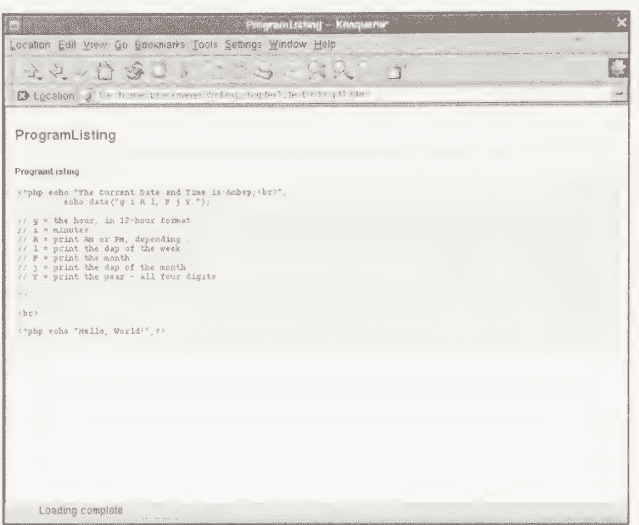 ProgramListing – Konqueror
Location Edit View Go Bookmarks Tools Settings Window Help
Location
ProgramListing
ProgramListing
<?php echo "The Current Date and Time is&nbsp;<br>",
echo date("g i A l, F j Y.");
// g = the hour, in 12-hour format
// i = minutes
// A = print AM or PM, depending
// l = print the day of the week
// F = print the month
// j = print the day of the month
// Y = print the year - all four digits
<br>
<?php echo "Hello, World!",?>
Loading complete